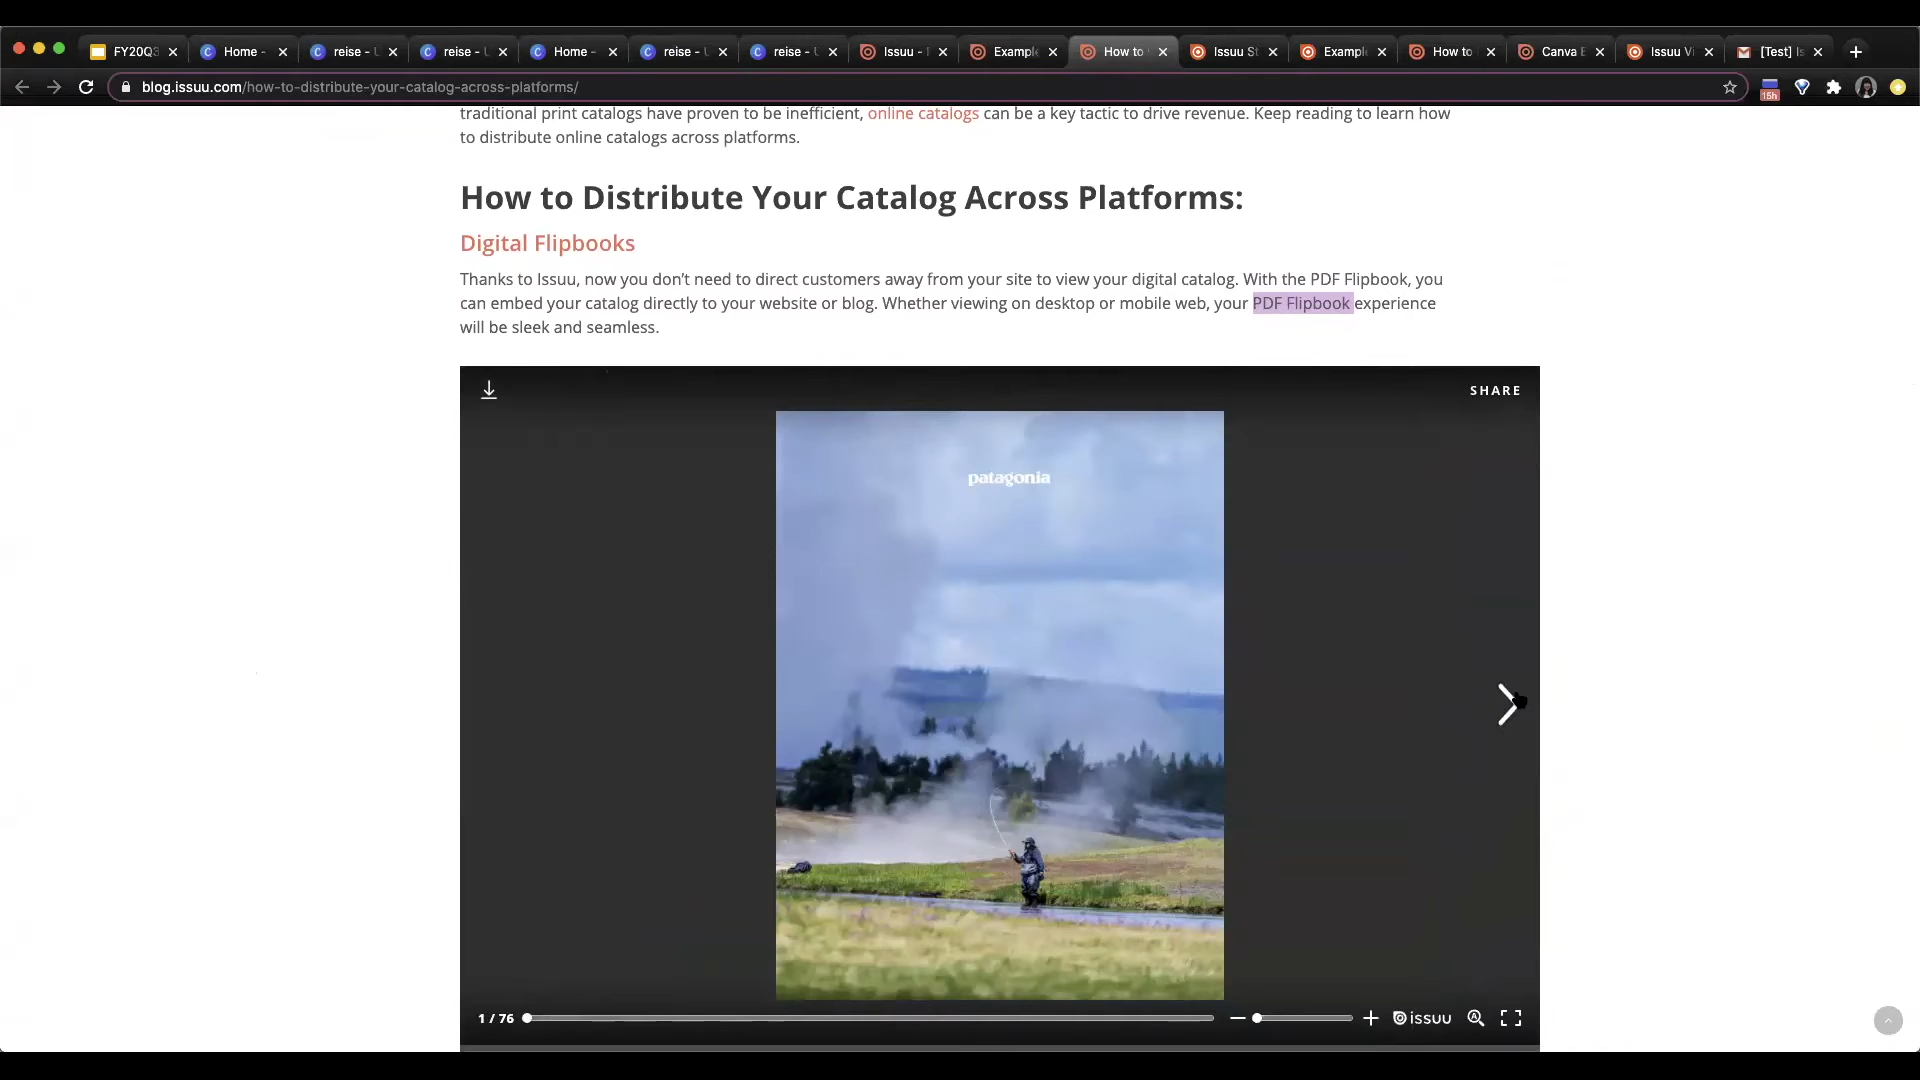 FY20Q3
Home -
reise - U
reise - U
Home -
reise - U
reise - U
Issuu -
Example
How to
Issuu St
Example
How to
Canva E
Issuu Vi
[Test] Is
blog.issuu.com/how-to-distribute-your-catalog-across-platforms/
15h
traditional print catalogs have proven to be inefficient, online catalogs can be a key tactic to drive revenue. Keep reading to learn how
to distribute online catalogs across platforms.
How to Distribute Your Catalog Across Platforms:
Digital Flipbooks
Thanks to Issuu, now you don’t need to direct customers away from your site to view your digital catalog. With the PDF Flipbook, you
can embed your catalog directly to your website or blog. Whether viewing on desktop or mobile web, your PDF Flipbook experience
will be sleek and seamless.
SHARE
patagonia
1 / 76
issuu